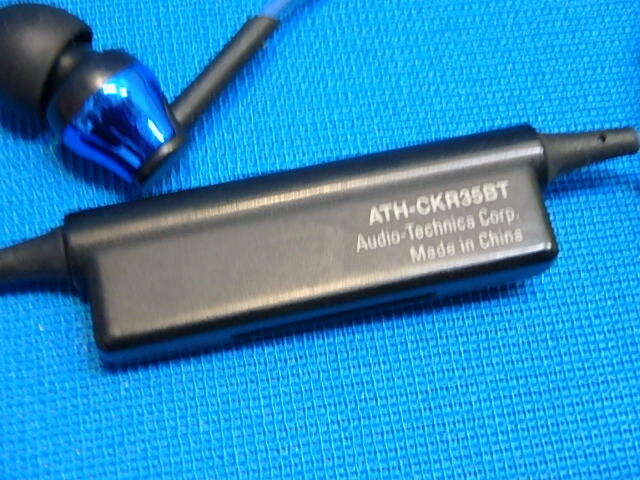 ATH-CKR35BT
Audio-Technica Corp.
Made in China